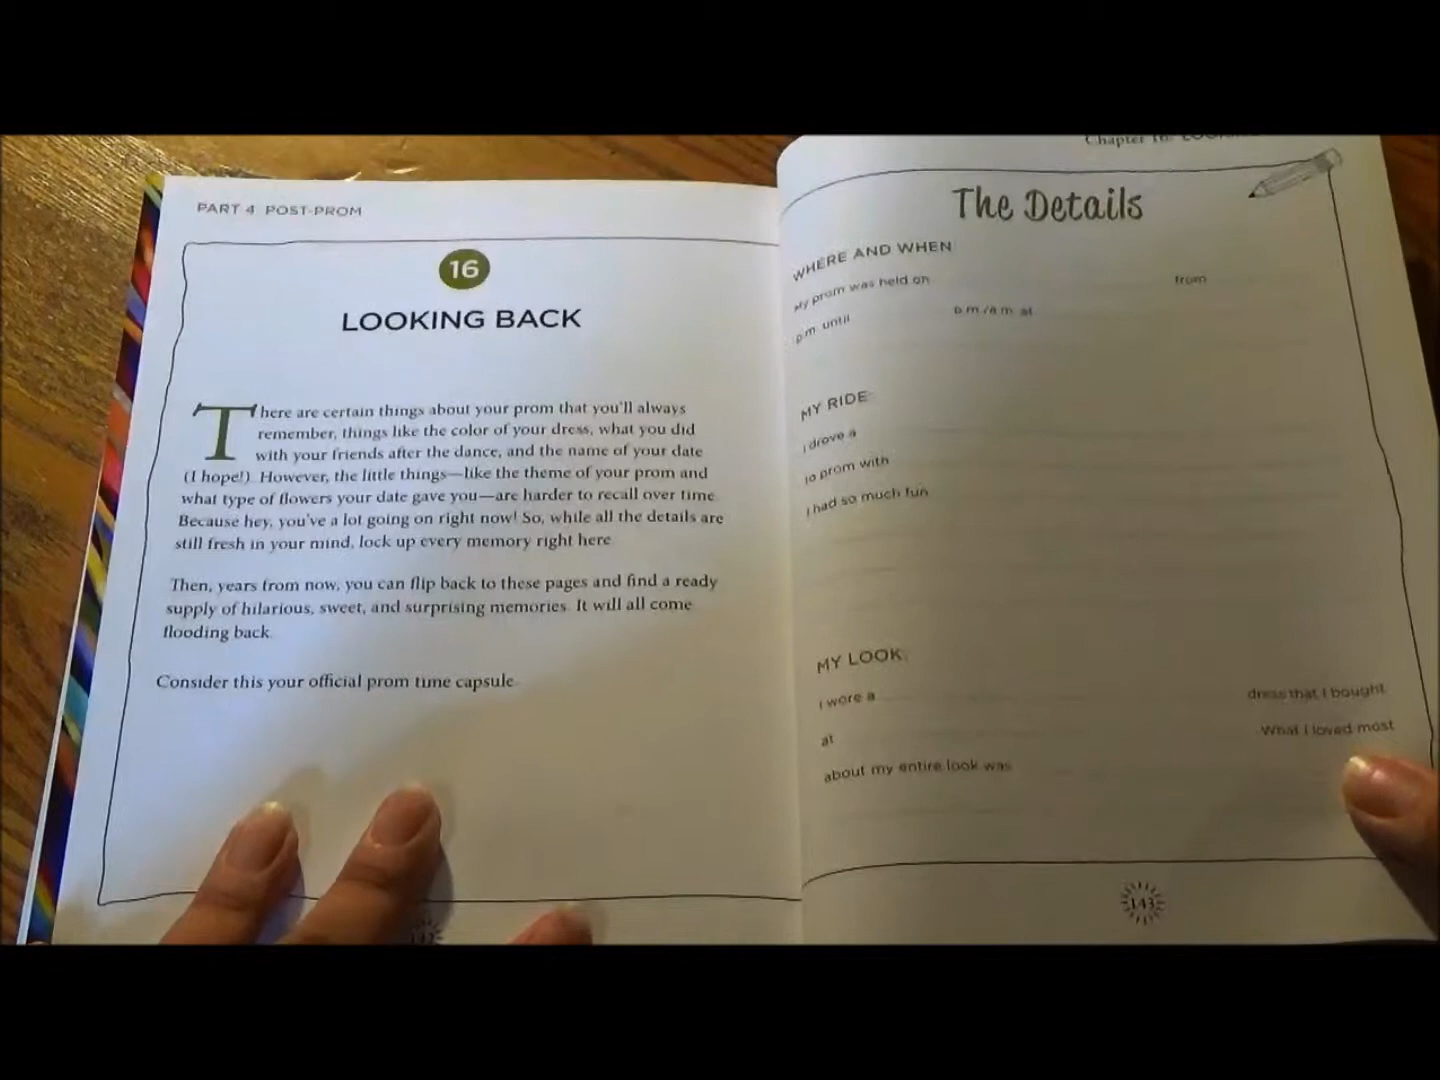 PART 4 POST-PROM
16
LOOKING BACK
There are certain things about your prom that you'll always
remember, things like the color of your dress, what you did
with your friends after the dance, and the name of your date
(I hope!). However, the little things—like the theme of your prom and
what type of flowers your date gave you—are harder to recall over time.
Because hey, you've a lot going on right now! So, while all the details are
still fresh in your mind, lock up every memory right here.
Then, years from now, you can flip back to these pages and find a ready
supply of hilarious, sweet, and surprising memories. It will all come
flooding back.
Consider this your official prom time capsule.
Chapter 16:
The Details
WHERE AND WHEN
My prom was held on from
p.m. until p.m./a.m. at
MY RIDE:
I drove a
to prom with
I had so much fun
MY LOOK:
I wore a dress that I bought
at What I loved most
about my entire look was
143